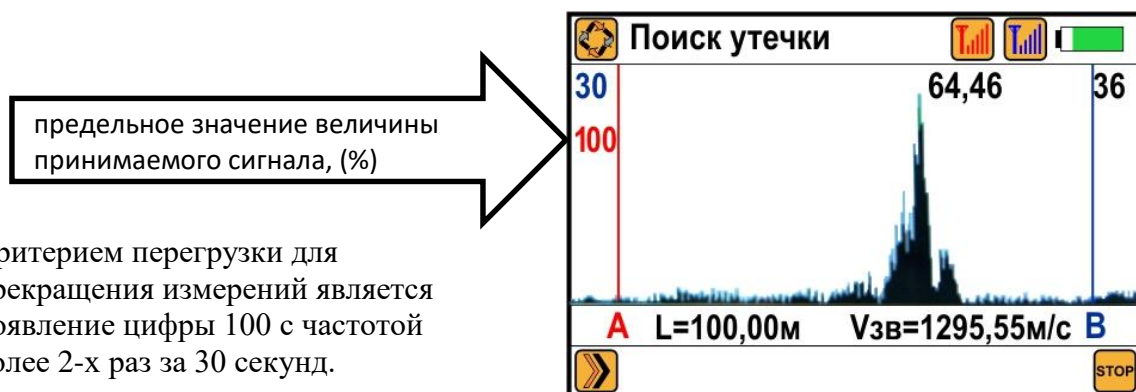 Поиск утечки
30
64,46
36
100
предельное значение величины
принимаемого сигнала, (%)
ритерием перегрузки для
рекращения измерений является
оявление цифры 100 с частотой
олее 2-х раз за 30 секунд.
A L=100,00м Vзв=1295,55м/с B
STOP